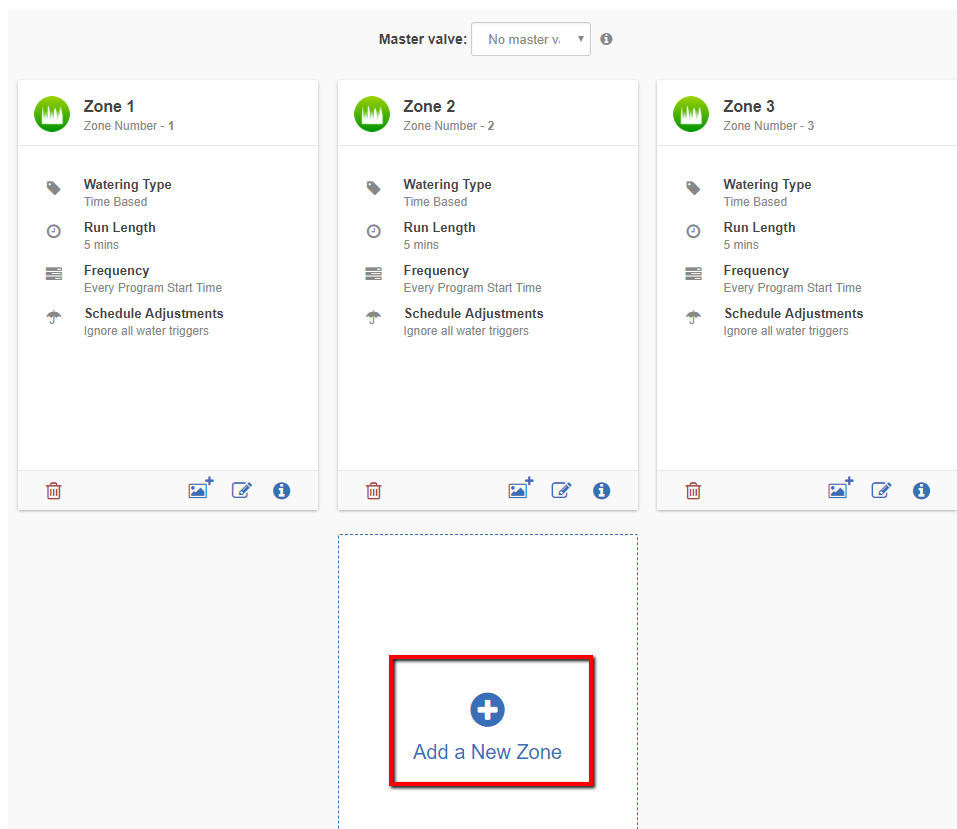 Master valve: No master v
Zone 1
Zone Number - 1
Watering Type
Time Based
Run Length
5 mins
Frequency
Every Program Start Time
Schedule Adjustments
Ignore all water triggers
Zone 2
Zone Number - 2
Watering Type
Time Based
Run Length
5 mins
Frequency
Every Program Start Time
Schedule Adjustments
Ignore all water triggers
Zone 3
Zone Number - 3
Watering Type
Time Based
Run Length
5 mins
Frequency
Every Program Start Time
Schedule Adjustments
Ignore all water triggers
Add a New Zone